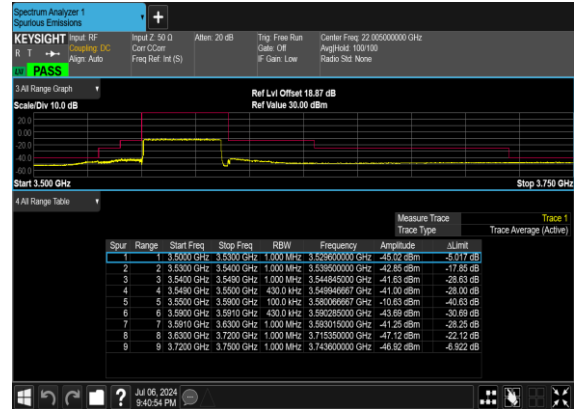 Spectrum Analyzer 1
Spurious Emissions
KEYSIGHT Input: RF Input Z: 50 Ω Atten: 20 dB Trig: Free Run Center Freq: 22.005000000 GHz
R T Coupling: DC Corr CCorr Gate: Off Avg|Hold: 100/100
Align: Auto Freq Ref: Int (S) IF Gain: Low Radio Std: None
PASS
3 All Range Graph
Ref Lvl Offset 18.87 dB
Scale/Div 10.0 dB Ref Value 30.00 dBm
20.0
0.00
-20.0
-40.0
-60.0
Start 3.500 GHz Stop 3.750 GHz
4 All Range Table
Measure Trace Trace 1
Trace Type Trace Average (Active)
Spur Range Start Freq Stop Freq RBW Frequency Amplitude ΔLimit
1 1 3.5000 GHz 3.5300 GHz 1.000 MHz 3.529600000 GHz -45.02 dBm -5.017 dB
2 2 3.5300 GHz 3.5400 GHz 1.000 MHz 3.539500000 GHz -42.85 dBm -17.85 dB
3 3 3.5400 GHz 3.5490 GHz 1.000 MHz 3.544845000 GHz -41.63 dBm -28.63 dB
4 4 3.5490 GHz 3.5500 GHz 430.0 kHz 3.549946667 GHz -41.00 dBm -28.00 dB
5 5 3.5500 GHz 3.5900 GHz 100.0 kHz 3.580066667 GHz -10.63 dBm -40.63 dB
6 6 3.5900 GHz 3.5910 GHz 430.0 kHz 3.590285000 GHz -43.69 dBm -30.69 dB
7 7 3.5910 GHz 3.6300 GHz 1.000 MHz 3.593015000 GHz -41.25 dBm -28.25 dB
8 8 3.6300 GHz 3.7200 GHz 1.000 MHz 3.715350000 GHz -47.12 dBm -22.12 dB
9 9 3.7200 GHz 3.7500 GHz 1.000 MHz 3.743600000 GHz -46.92 dBm -6.922 dB
Jul 06, 2024
9:40:54 PM